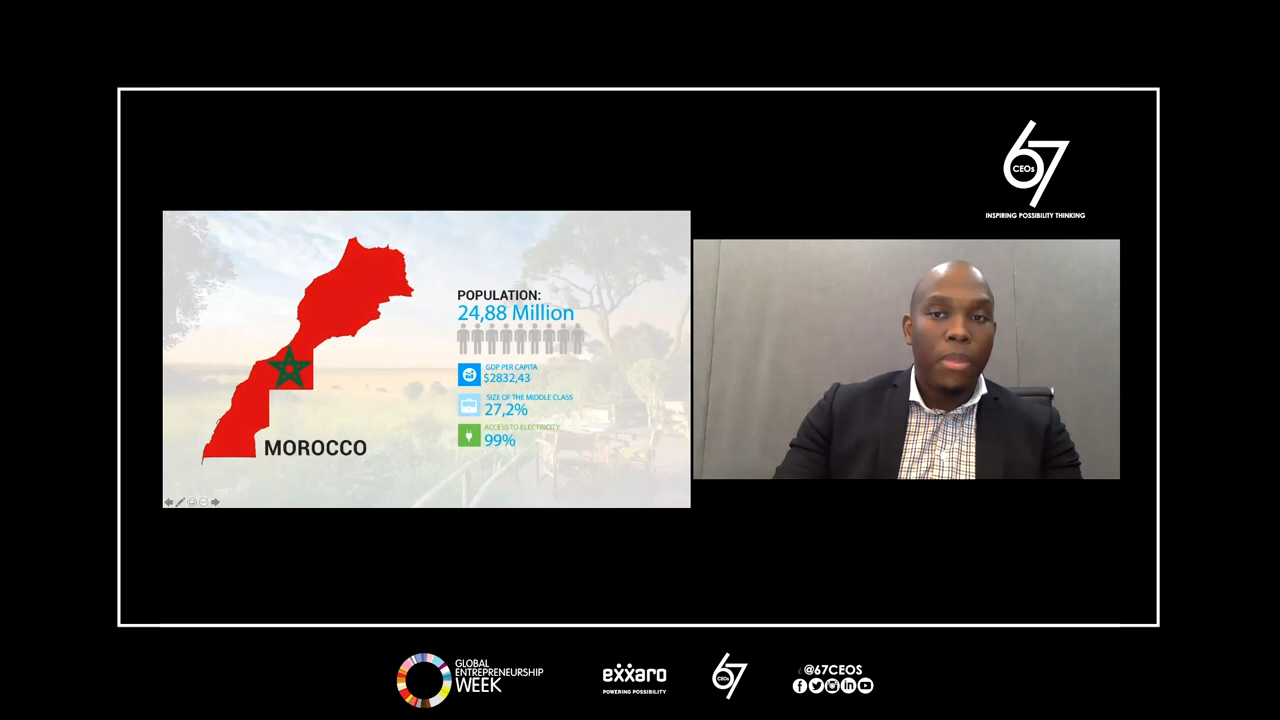 67
CEOs
INSPIRING POSSIBILITY THINKING
POPULATION:
24,88 Million
GDP PER CAPITA
$2832,43
SIZE OF THE MIDDLE CLASS
27,2%
ACCESS TO ELECTRICITY
99%
MOROCCO
GLOBAL
ENTREPRENEURSHIP
WEEK
exxaro
POWERING POSSIBILITY
67
CEOs
@67CEOS